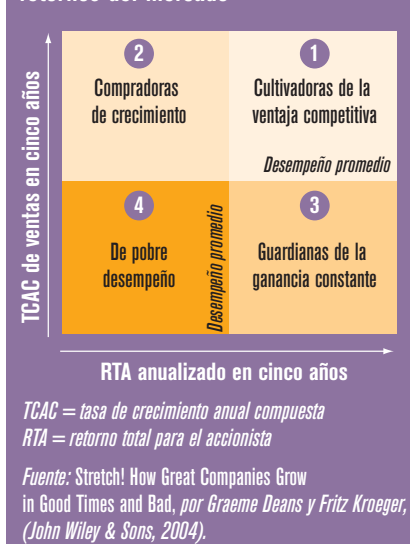 TCAC de ventas en cinco años
2
Compradoras
de crecimiento
1
Cultivadoras de la
ventaja competitiva
Desempeño promedio
4
De pobre
desempeño
Desempeño promedio
3
Guardianas de la
ganancia constante
RTA anualizado en cinco años
TCAC = tasa de crecimiento anual compuesta
RTA = retorno total para el accionista
Fuente: Stretch! How Great Companies Grow
in Good Times and Bad, por Graeme Deans y Fritz Kroeger,
(John Wiley & Sons, 2004).